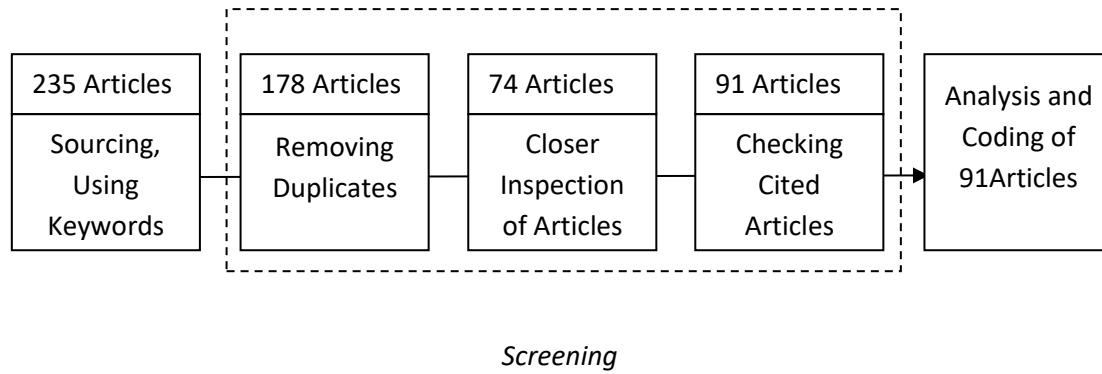 235 Articles
Sourcing,
Using
Keywords
178 Articles
Removing
Duplicates
74 Articles
Closer
Inspection
of Articles
91 Articles
Checking
Cited
Articles
Analysis and
Coding of
91Articles
Screening